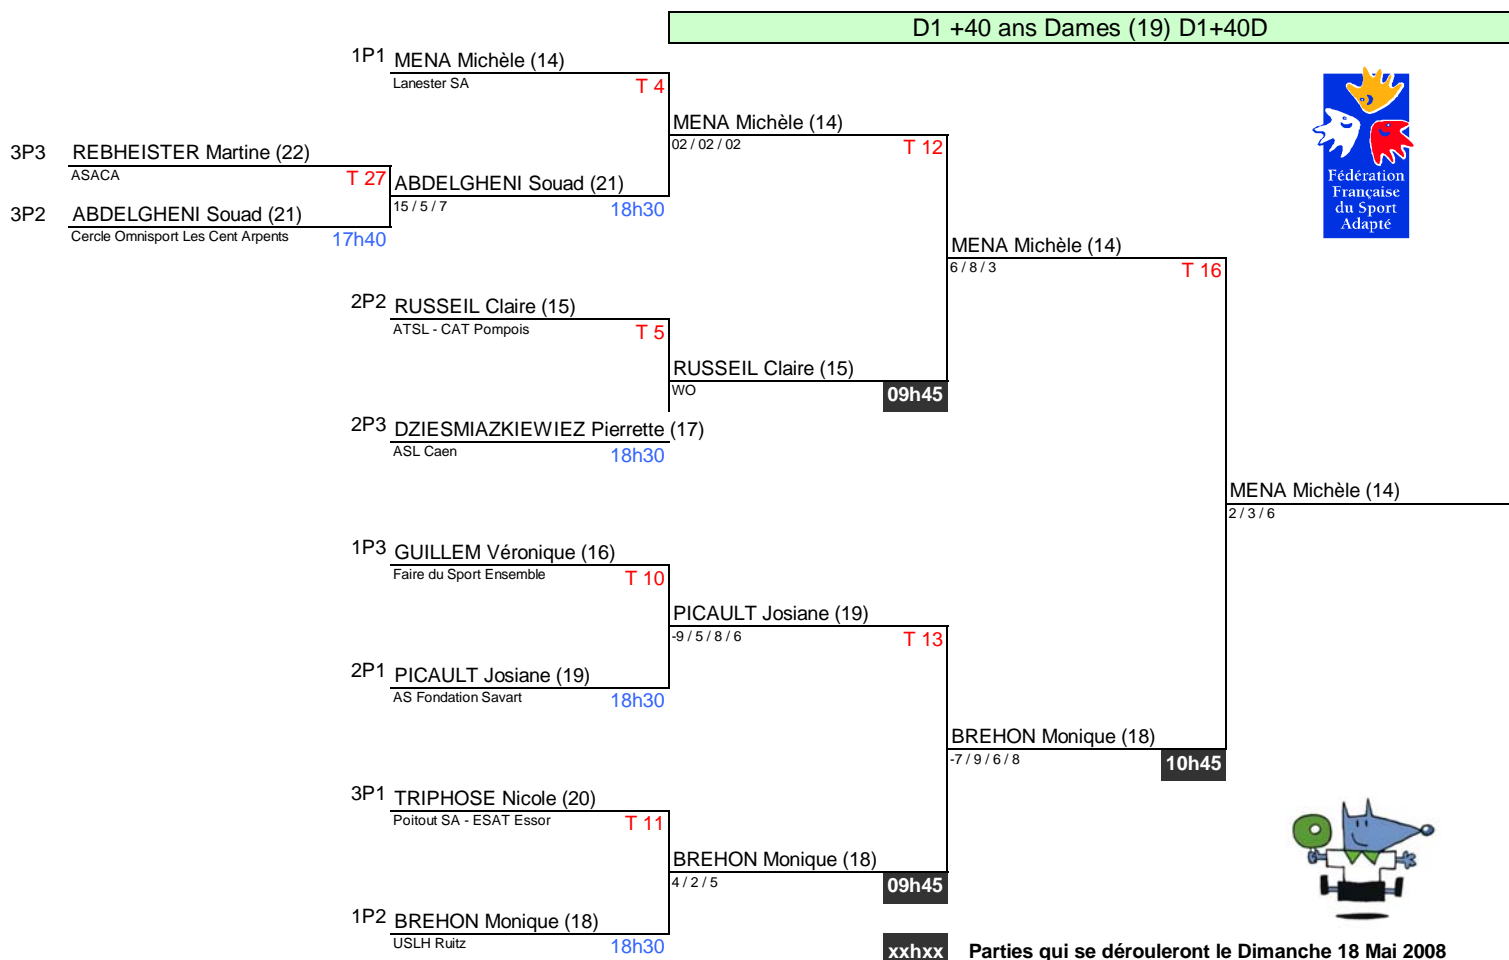 D1 +40 ans Dames (19) D1+40D
1P1 MENA Michèle (14)
Lanester SA T 4
MENA Michèle (14)
02 / 02 / 02 T 12
3P3 REBHEISTER Martine (22)
ASACA T 27
ABDELGHENI Souad (21)
15 / 5 / 7 18h30
3P2 ABDELGHENI Souad (21)
Cercle Omnisport Les Cent Arpents 17h40
Fédération
Française
du Sport
Adapté
MENA Michèle (14)
6 / 8 / 3 T 16
2P2 RUSSEIL Claire (15)
ATSL - CAT Pompois T 5
RUSSEIL Claire (15)
WO 09h45
2P3 DZIESMIAZKIEWIEZ Pierrette (17)
ASL Caen 18h30
MENA Michèle (14)
2 / 3 / 6
1P3 GUILLEM Véronique (16)
Faire du Sport Ensemble T 10
PICAULT Josiane (19)
-9 / 5 / 8 / 6 T 13
2P1 PICAULT Josiane (19)
AS Fondation Savart 18h30
BREHON Monique (18)
-7 / 9 / 6 / 8 10h45
3P1 TRIPHOSE Nicole (20)
Poitout SA - ESAT Essor T 11
BREHON Monique (18)
4 / 2 / 5 09h45
1P2 BREHON Monique (18)
USLH Ruitz 18h30
xxhxx Parties qui se dérouleront le Dimanche 18 Mai 2008